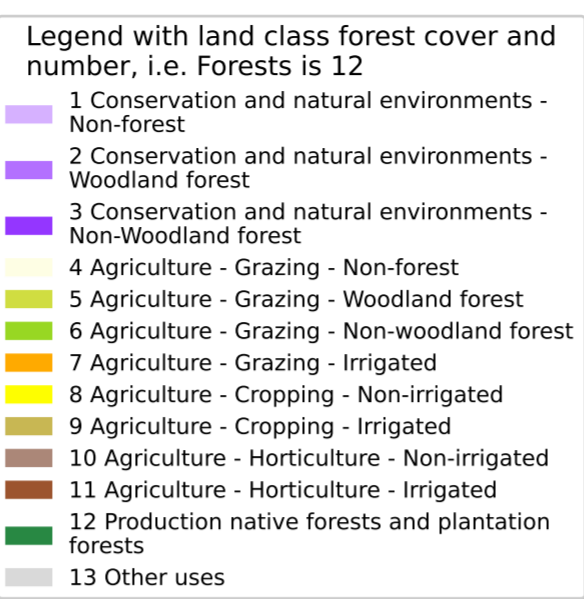 Legend with land class forest cover and
number, i.e. Forests is 12
1 Conservation and natural environments -
Non-forest
2 Conservation and natural environments -
Woodland forest
3 Conservation and natural environments -
Non-Woodland forest
4 Agriculture - Grazing - Non-forest
5 Agriculture - Grazing - Woodland forest
6 Agriculture - Grazing - Non-woodland forest
7 Agriculture - Grazing - Irrigated
8 Agriculture - Cropping - Non-irrigated
9 Agriculture - Cropping - Irrigated
10 Agriculture - Horticulture - Non-irrigated
11 Agriculture - Horticulture - Irrigated
12 Production native forests and plantation
forests
13 Other uses